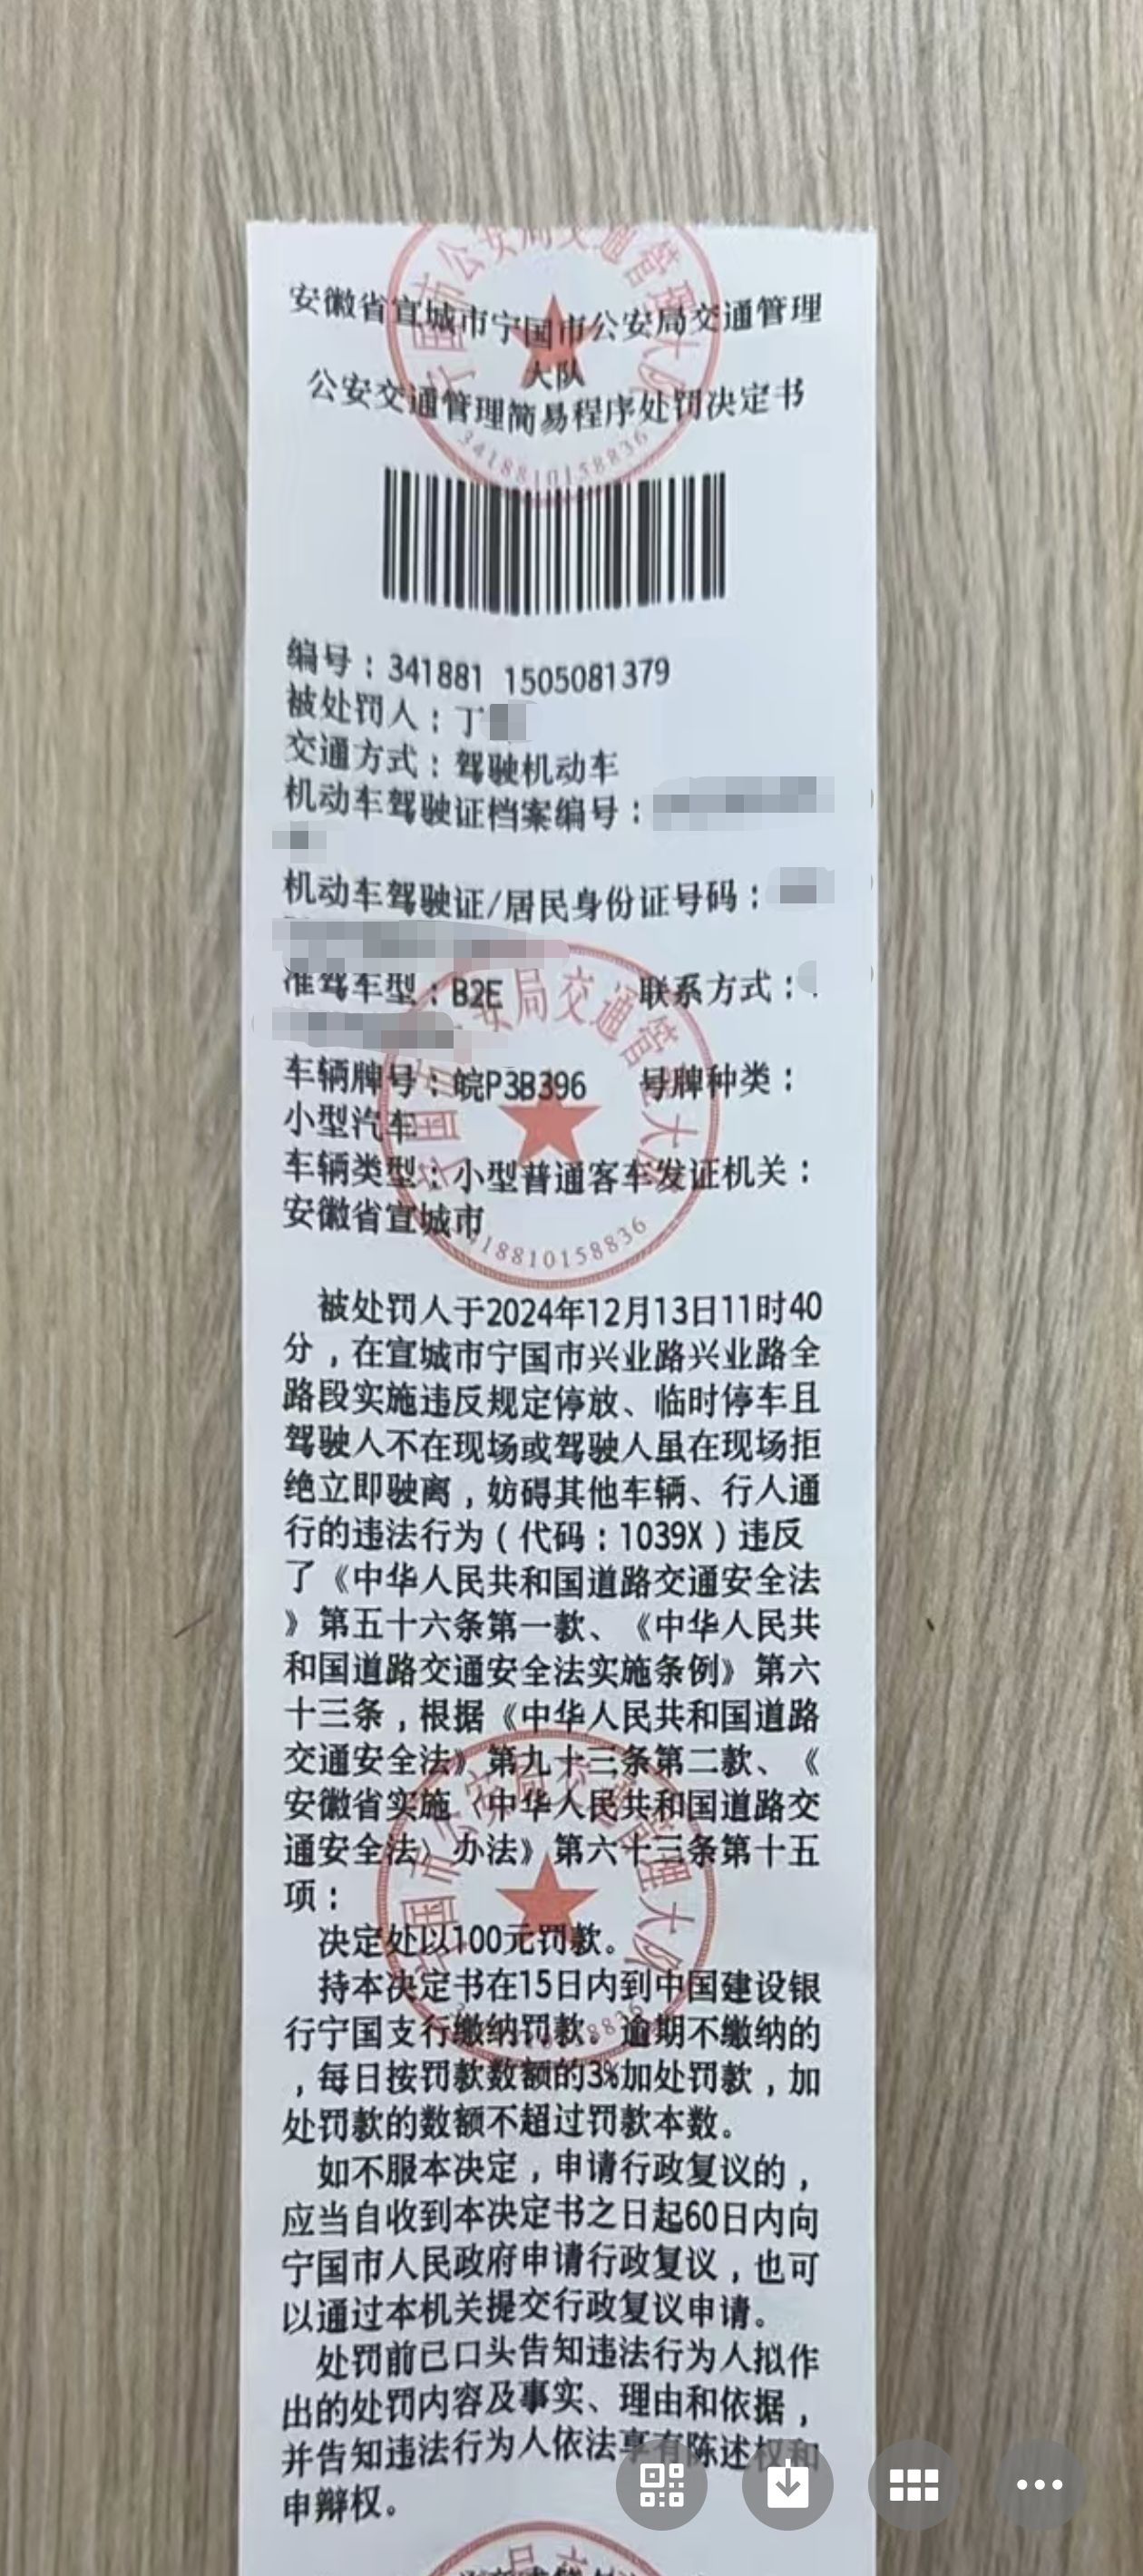 安徽省宣城市宁国市公安局交通管理
大队
公安交通管理简易程序处罚决定书
宁国市公安局交通管理大队
3418810158836
编号：341881 1505081379
被处罚人：丁
交通方式：驾驶机动车
机动车驾驶证档案编号：
机动车驾驶证/居民身份证号码：
准驾车型：B2E 联系方式：
车辆牌号：皖P3B396 号牌种类：
小型汽车
车辆类型：小型普通客车发证机关：
安徽省宣城市
被处罚人于2024年12月13日11时40
分，在宣城市宁国市兴业路兴业路全
路段实施违反规定停放、临时停车且
驾驶人不在现场或驾驶人虽在现场拒
绝立即驶离，妨碍其他车辆、行人通
行的违法行为（代码：1039X）违反
了《中华人民共和国道路交通安全法
》第五十六条第一款、《中华人民共
和国道路交通安全法实施条例》第六
十三条，根据《中华人民共和国道路
交通安全法》第九十三条第二款、《
安徽省实施〈中华人民共和国道路交
通安全法〉办法》第六十三条第十五
项：
决定处以100元罚款。
持本决定书在15日内到中国建设银
行宁国支行缴纳罚款。逾期不缴纳的
，每日按罚款数额的3%加处罚款，加
处罚款的数额不超过罚款本数。
如不服本决定，申请行政复议的，
应当自收到本决定书之日起60日内向
宁国市人民政府申请行政复议，也可
以通过本机关提交行政复议申请。
处罚前已口头告知违法行为人拟作
出的处罚内容及事实、理由和依据，
并告知违法行为人依法享有陈述权和
申辩权。